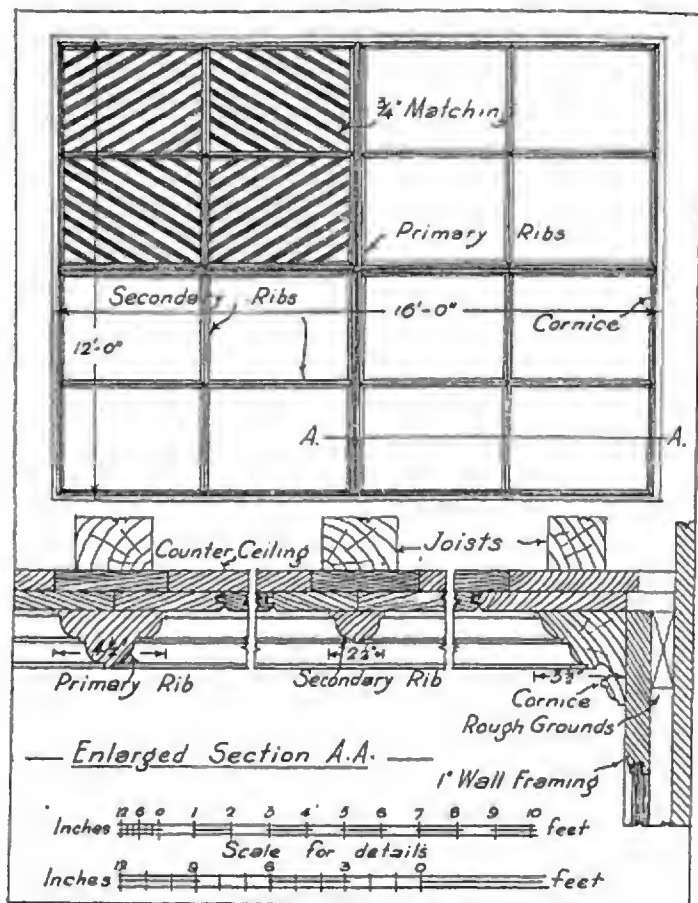 ¾" Matchin
Primary Ribs
Secondary Ribs
16'-0"
Cornice
12'-0"
A. A.
Counter Ceiling
Joists
4½"
2½"
3½"
Primary Rib
Secondary Rib
Cornice
Rough Grounds
— Enlarged Section A.A. —
1" Wall Framing
12 6 0 1 2 3 4 5 6 7 8 9 10
Inches feet
Scale for details
12 9 6 3 0
Inches feet